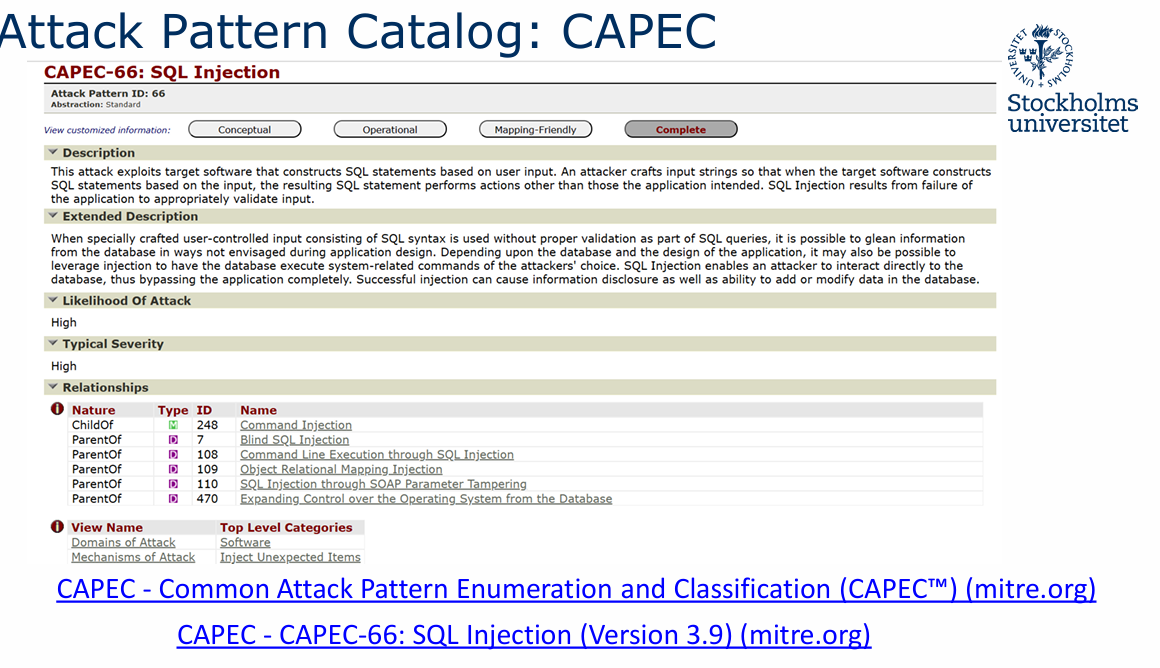 Attack Pattern Catalog: CAPEC
CAPEC-66: SQL Injection
Attack Pattern ID: 66
Abstraction: Standard
View customized information:
Conceptual
Operational
Mapping-Friendly
Complete
Description
This attack exploits target software that constructs SQL statements based on user input. An attacker crafts input strings so that when the target software constructs
SQL statements based on the input, the resulting SQL statement performs actions other than those the application intended. SQL Injection results from failure of
the application to appropriately validate input.
Extended Description
When specially crafted user-controlled input consisting of SQL syntax is used without proper validation as part of SQL queries, it is possible to glean information
from the database in ways not envisaged during application design. Depending upon the database and the design of the application, it may also be possible to
leverage injection to have the database execute system-related commands of the attackers' choice. SQL Injection enables an attacker to interact directly to the
database, thus bypassing the application completely. Successful injection can cause information disclosure as well as ability to add or modify data in the database.
Likelihood Of Attack
High
Typical Severity
High
Relationships
Nature Type ID Name
ChildOf M 248 Command Injection
ParentOf D 7 Blind SQL Injection
ParentOf D 108 Command Line Execution through SQL Injection
ParentOf D 109 Object Relational Mapping Injection
ParentOf D 110 SQL Injection through SOAP Parameter Tampering
ParentOf D 470 Expanding Control over the Operating System from the Database
View Name Top Level Categories
Domains of Attack Software
Mechanisms of Attack Inject Unexpected Items
CAPEC - Common Attack Pattern Enumeration and Classification (CAPEC™) (mitre.org)
CAPEC - CAPEC-66: SQL Injection (Version 3.9) (mitre.org)
UNIVERSITET STOCKHOLMS
Stockholms
universitet